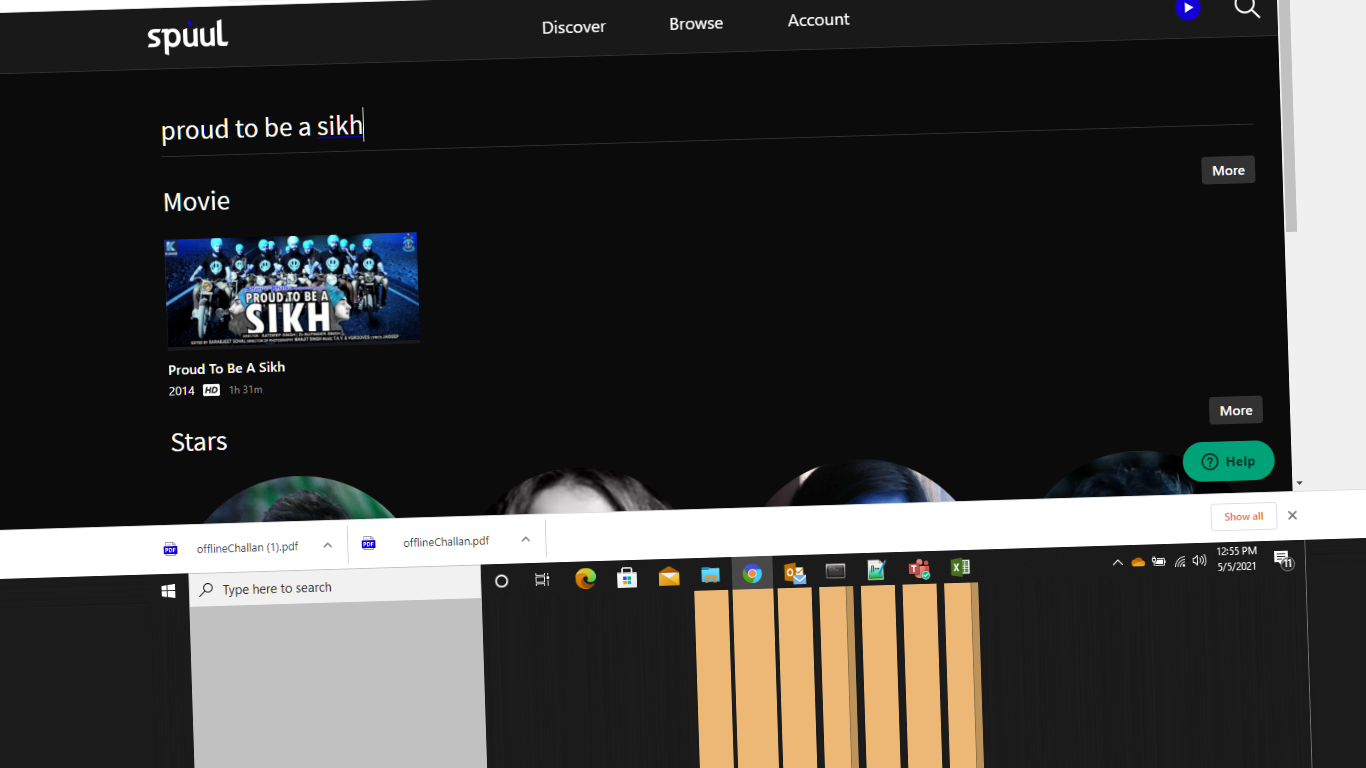 spuul
Discover Browse Account
proud to be a sikh
More
Movie
PROUD TO BE A
SIKH
Proud To Be A Sikh
2014 HD 1h 31m
More
Stars
Help
offlineChallan (1).pdf
offlineChallan.pdf
Show all
Type here to search
12:55 PM
5/5/2021
11